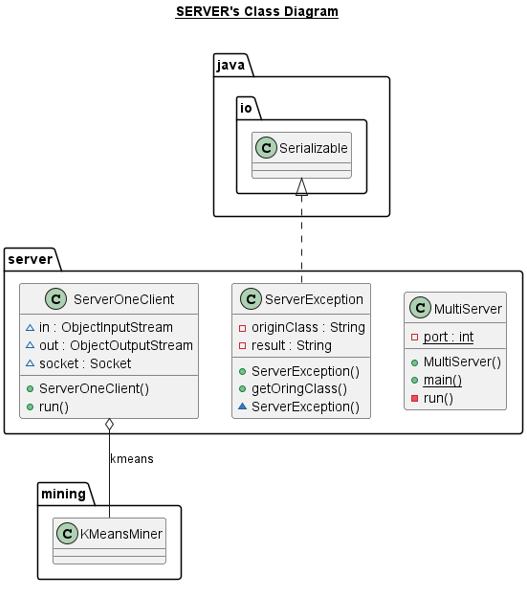 SERVER's Class Diagram
java
io
C Serializable
server
C ServerOneClient
in : ObjectInputStream
out : ObjectOutputStream
socket : Socket
ServerOneClient()
run()
C ServerException
originClass : String
result : String
ServerException()
getOringClass()
ServerException()
C MultiServer
port : int
MultiServer()
main()
run()
kmeans
mining
C KMeansMiner